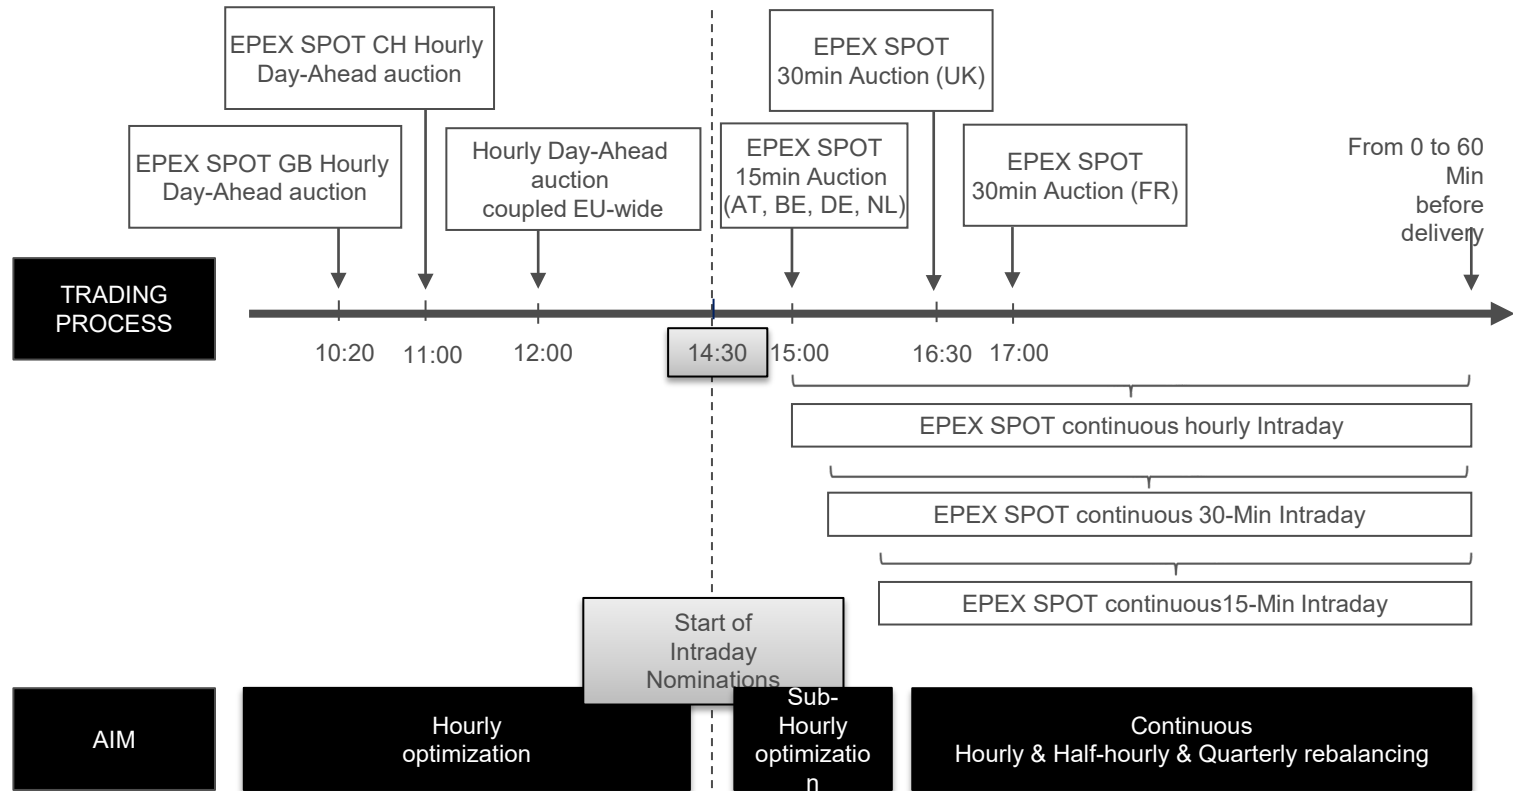 EPEX SPOT CH Hourly
Day-Ahead auction
EPEX SPOT
30min Auction (UK)
EPEX SPOT GB Hourly
Day-Ahead auction
Hourly Day-Ahead
auction
coupled EU-wide
EPEX SPOT
15min Auction
(AT, BE, DE, NL)
EPEX SPOT
30min Auction (FR)
From 0 to 60
Min
before
delivery
TRADING
PROCESS
10:20
11:00
12:00
14:30
15:00
16:30
17:00
EPEX SPOT continuous hourly Intraday
EPEX SPOT continuous 30-Min Intraday
EPEX SPOT continuous15-Min Intraday
Start of
Intraday
Nominations
AIM
Hourly
optimization
Sub-
Hourly
optimizatio
n
Continuous
Hourly & Half-hourly & Quarterly rebalancing